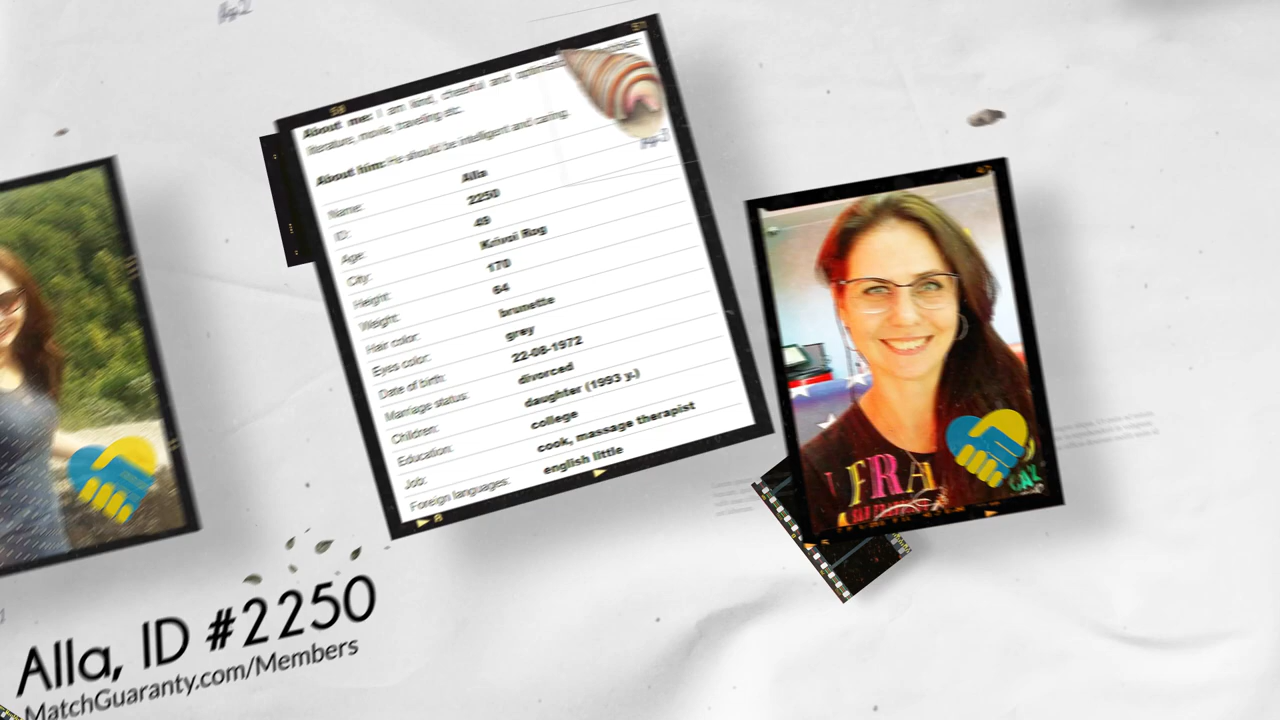 About me: I am kind, cheerful and optimistic
literature, movie, traveling etc.
About him: He should be intelligent and caring.
Name: Alla
ID: 2250
Age: 49
City: Krivoi Rog
Height: 170
Weight: 64
Hair color: brunette
Eyes color: grey
Date of birth: 22-08-1972
Marriage status: divorced
Children: daughter (1993 y.)
Education: college
Job: cook, massage therapist
Foreign languages: english little
Alla, ID #2250
MatchGuaranty.com/Members
FRA